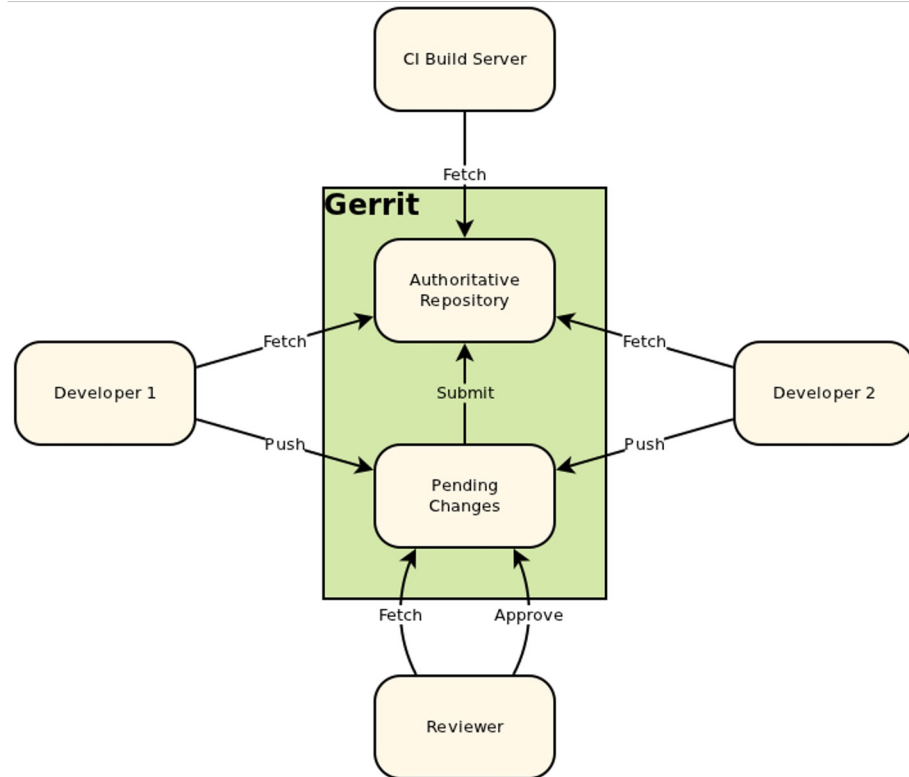 CI Build Server
Fetch
Gerrit
Authoritative
Repository
Fetch
Fetch
Developer 1
Submit
Developer 2
Push
Push
Pending
Changes
Fetch
Approve
Reviewer